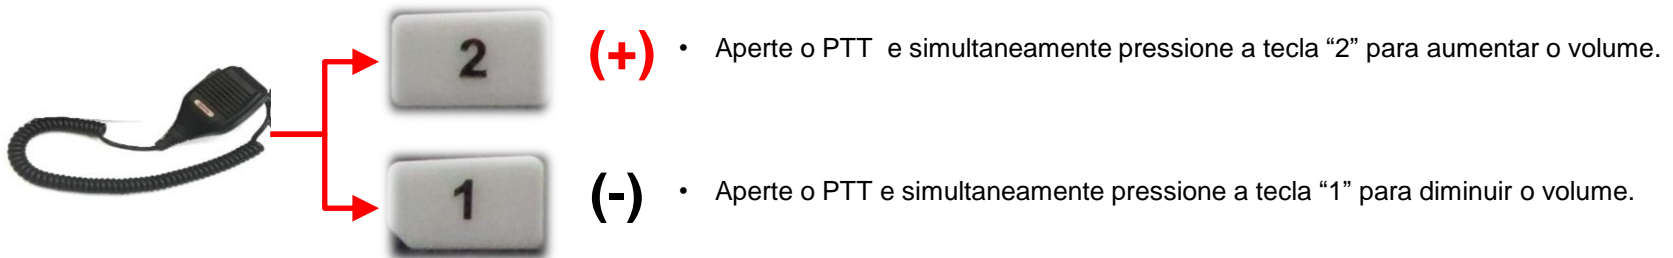 2 (+) • Aperte o PTT e simultaneamente pressione a tecla “2” para aumentar o volume.
1 (-) • Aperte o PTT e simultaneamente pressione a tecla “1” para diminuir o volume.